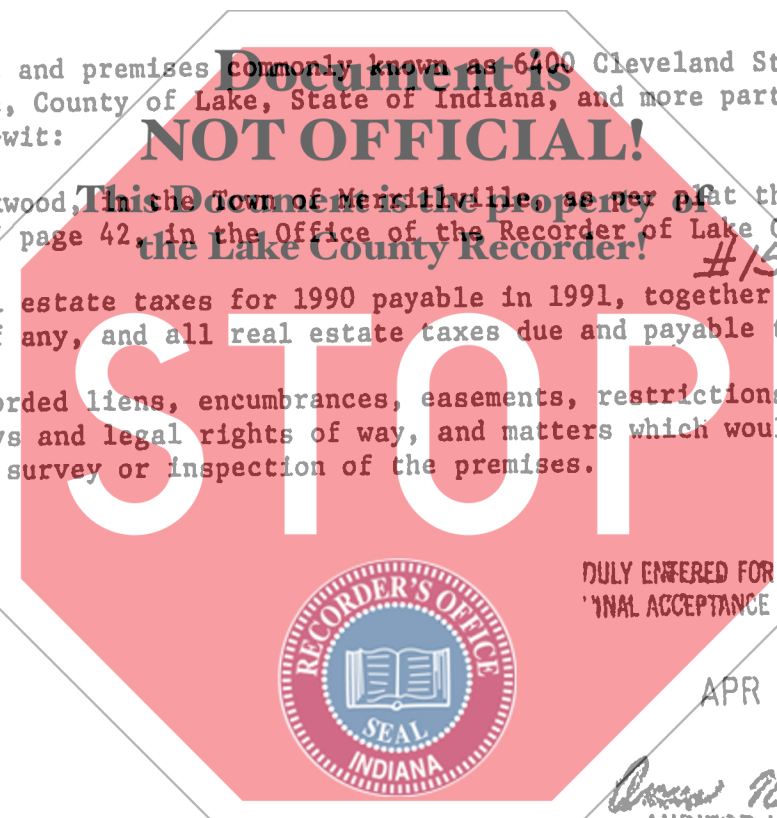 and premises commonly known as 6400 Cleveland St
, County of Lake, State of Indiana, and more part
wit:
wood, in the Town of Merrillville, as per plat th
page 42, in the Office of the Recorder of Lake C
#15
estate taxes for 1990 payable in 1991, together
any, and all real estate taxes due and payable t
rded liens, encumbrances, easements, restrictions
ys and legal rights of way, and matters which woul
survey or inspection of the premises.
Document is
NOT OFFICIAL!
This Document is the property of
the Lake County Recorder!
STOP
DULY ENTERED FOR
INAL ACCEPTANCE
RECORDER'S OFFICE
SEAL
INDIANA
APR